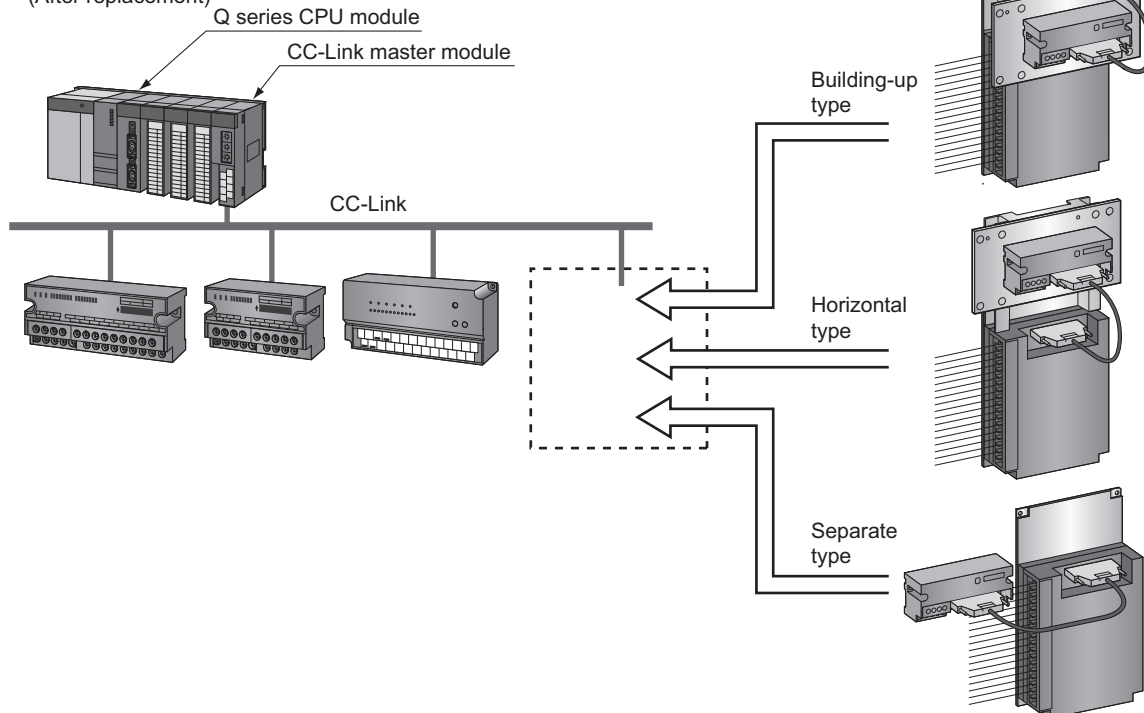 (After replacement)
Q series CPU module
CC-Link master module
Building-up
type
CC-Link
Horizontal
type
Separate
type